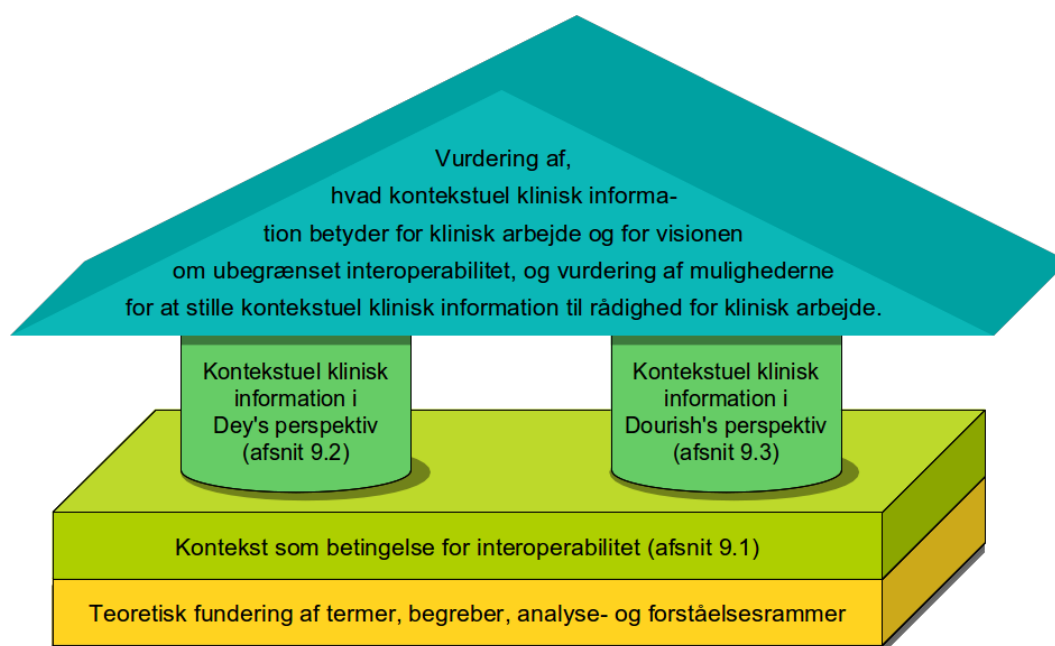 Vurdering af,
hvad kontekstuel klinisk informa-
tion betyder for klinisk arbejde og for visionen
om ubegrænset interoperabilitet, og vurdering af mulighederne
for at stille kontekstuel klinisk information til rådighed for klinisk arbejde.
Kontekstuel klinisk
information i
Dey's perspektiv
(afsnit 9.2)
Kontekstuel klinisk
information i
Dourish's perspektiv
(afsnit 9.3)
Kontekst som betingelse for interoperabilitet (afsnit 9.1)
Teoretisk fundering af termer, begreber, analyse- og forståelsesrammer